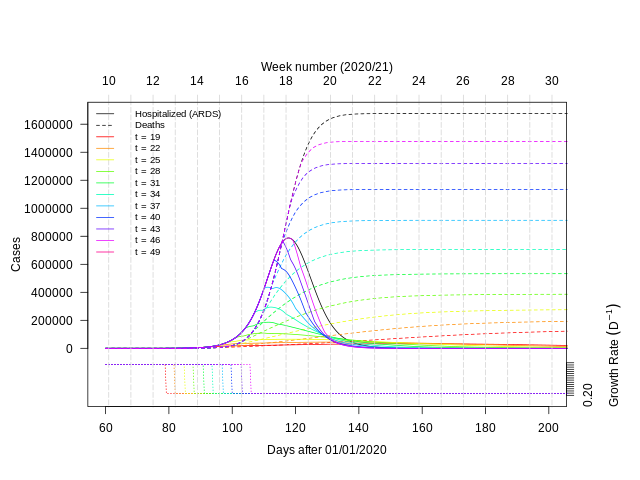 Week number (2020/21)
10 12 14 16 18 20 22 24 26 28 30
Hospitalized (ARDS)
Deaths
t = 19
t = 22
t = 25
t = 28
t = 31
t = 34
t = 37
t = 40
t = 43
t = 46
t = 49
Cases
1600000
1400000
1200000
1000000
800000
600000
400000
200000
0
0.20
Growth Rate (D⁻¹)
60 80 100 120 140 160 180 200
Days after 01/01/2020